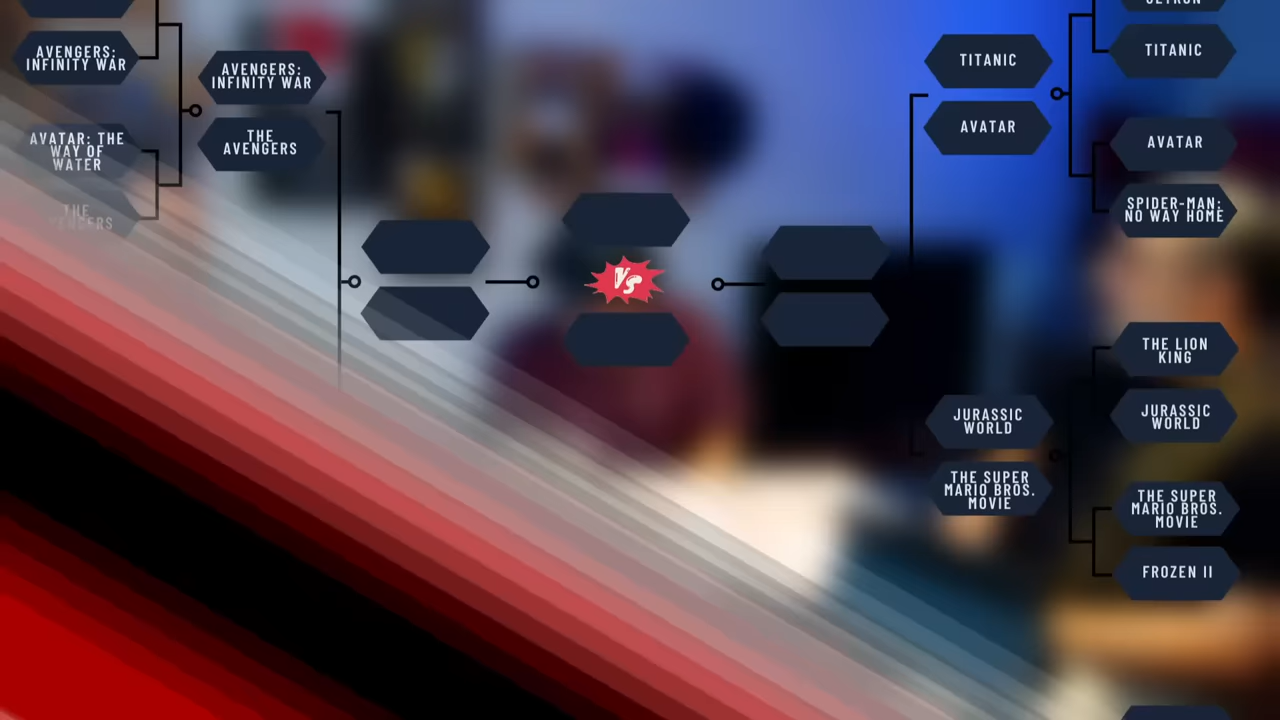 AVENGERS:
INFINITY WAR
AVATAR: THE
WAY OF
WATER
THE
AVENGERS:
INFINITY WAR
THE
AVENGERS
VS
TITANIC
AVATAR
JURASSIC
WORLD
THE SUPER
MARIO BROS.
MOVIE
TITANIC
AVATAR
SPIDER-MAN:
NO WAY HOME
THE LION
KING
JURASSIC
WORLD
THE SUPER
MARIO BROS.
MOVIE
FROZEN II